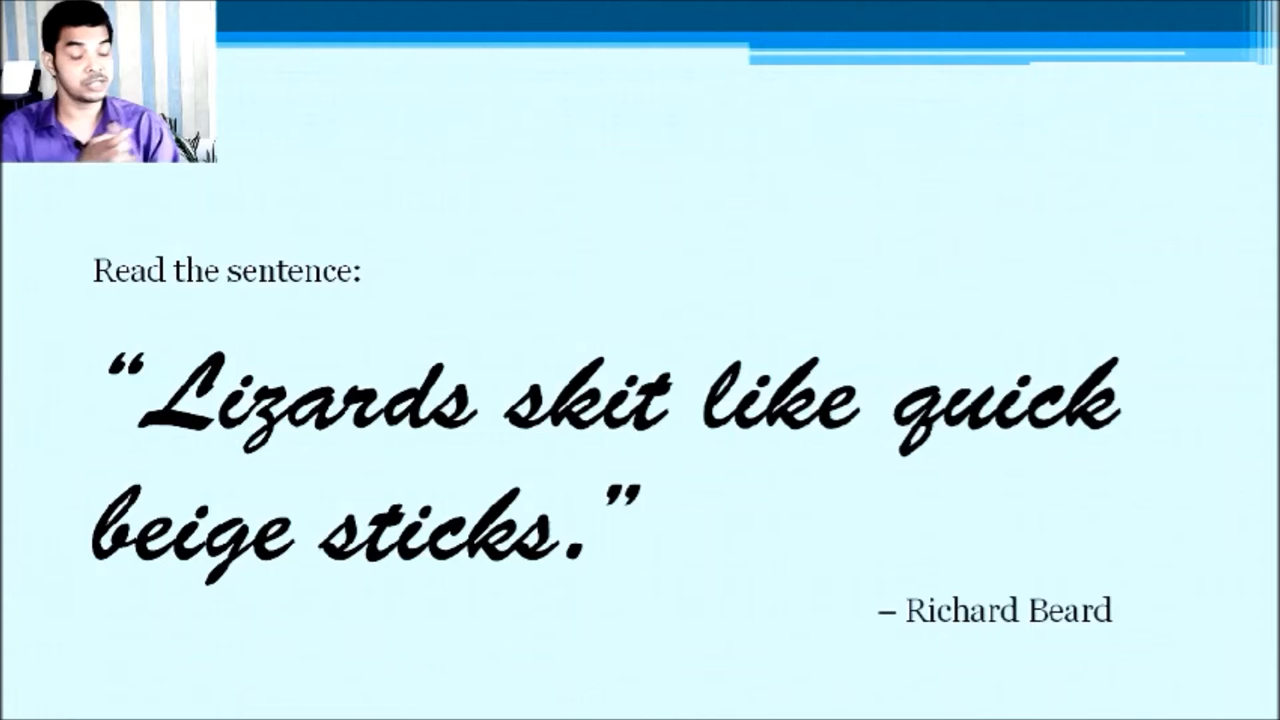 Read the sentence:
“Lizards skit like quick
beige sticks.”
– Richard Beard